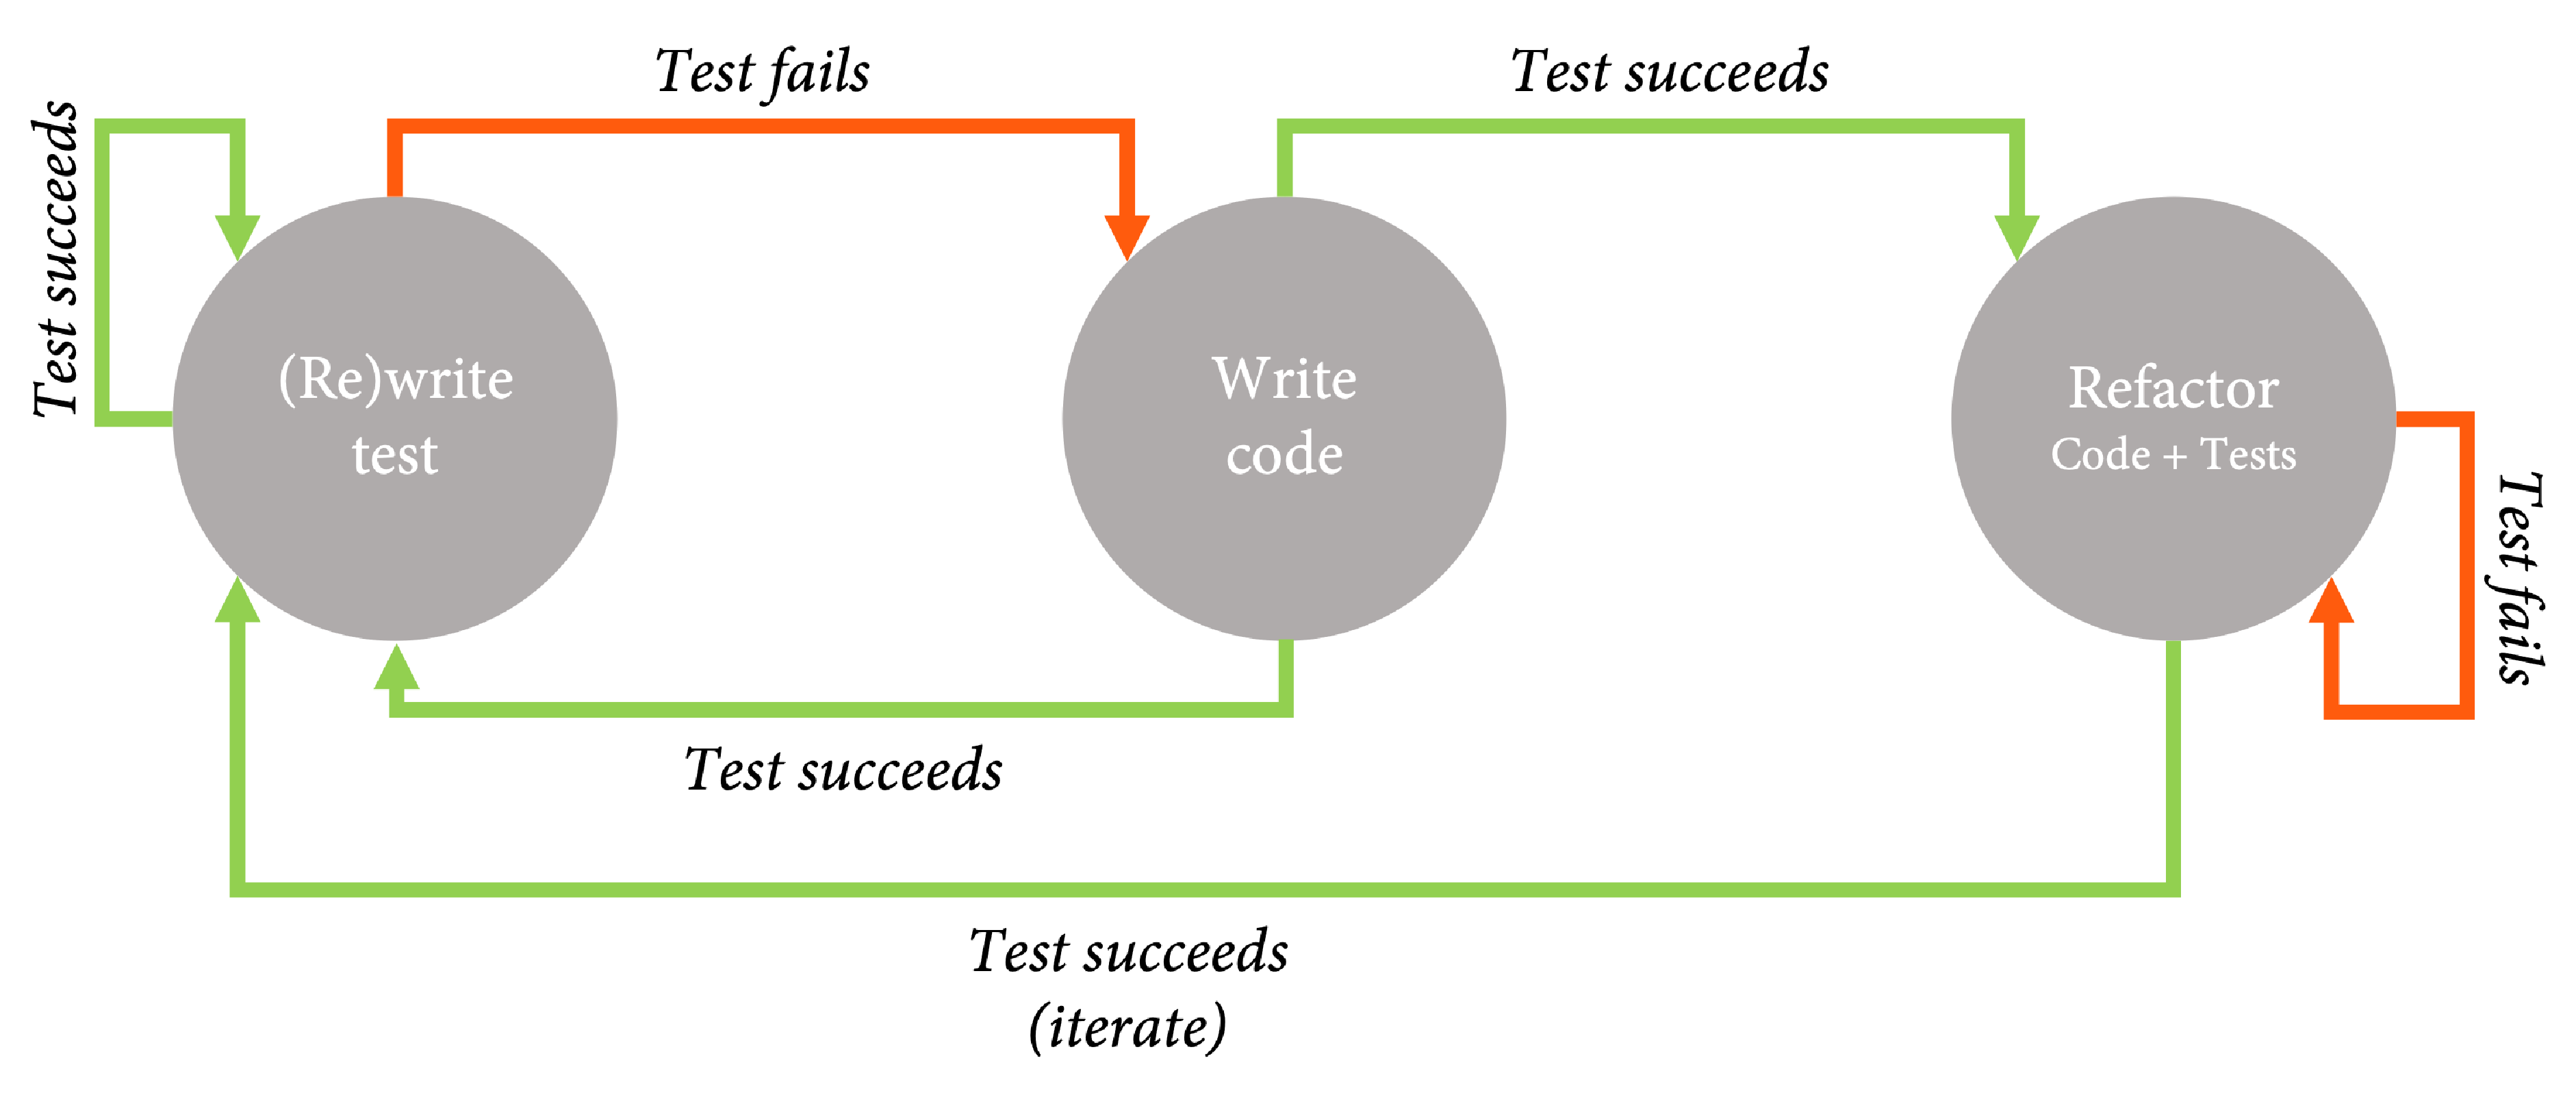 Test fails
Test succeeds
Test succeeds
(Re)write
test
Write
code
Refactor
Code + Tests
Test fails
Test succeeds
Test succeeds
(iterate)